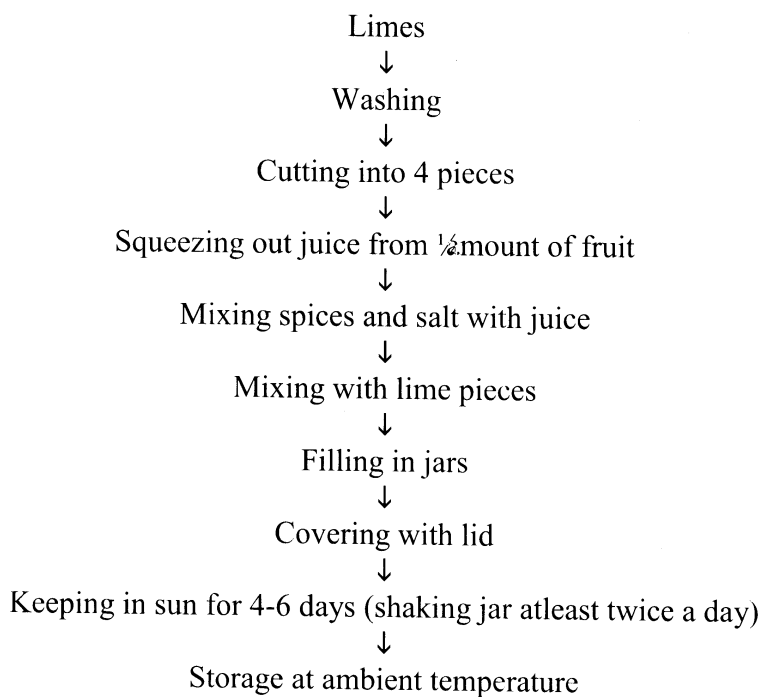 Limes
↓
Washing
↓
Cutting into 4 pieces
↓
Squeezing out juice from ½ mount of fruit
↓
Mixing spices and salt with juice
↓
Mixing with lime pieces
↓
Filling in jars
↓
Covering with lid
↓
Keeping in sun for 4-6 days (shaking jar atleast twice a day)
↓
Storage at ambient temperature